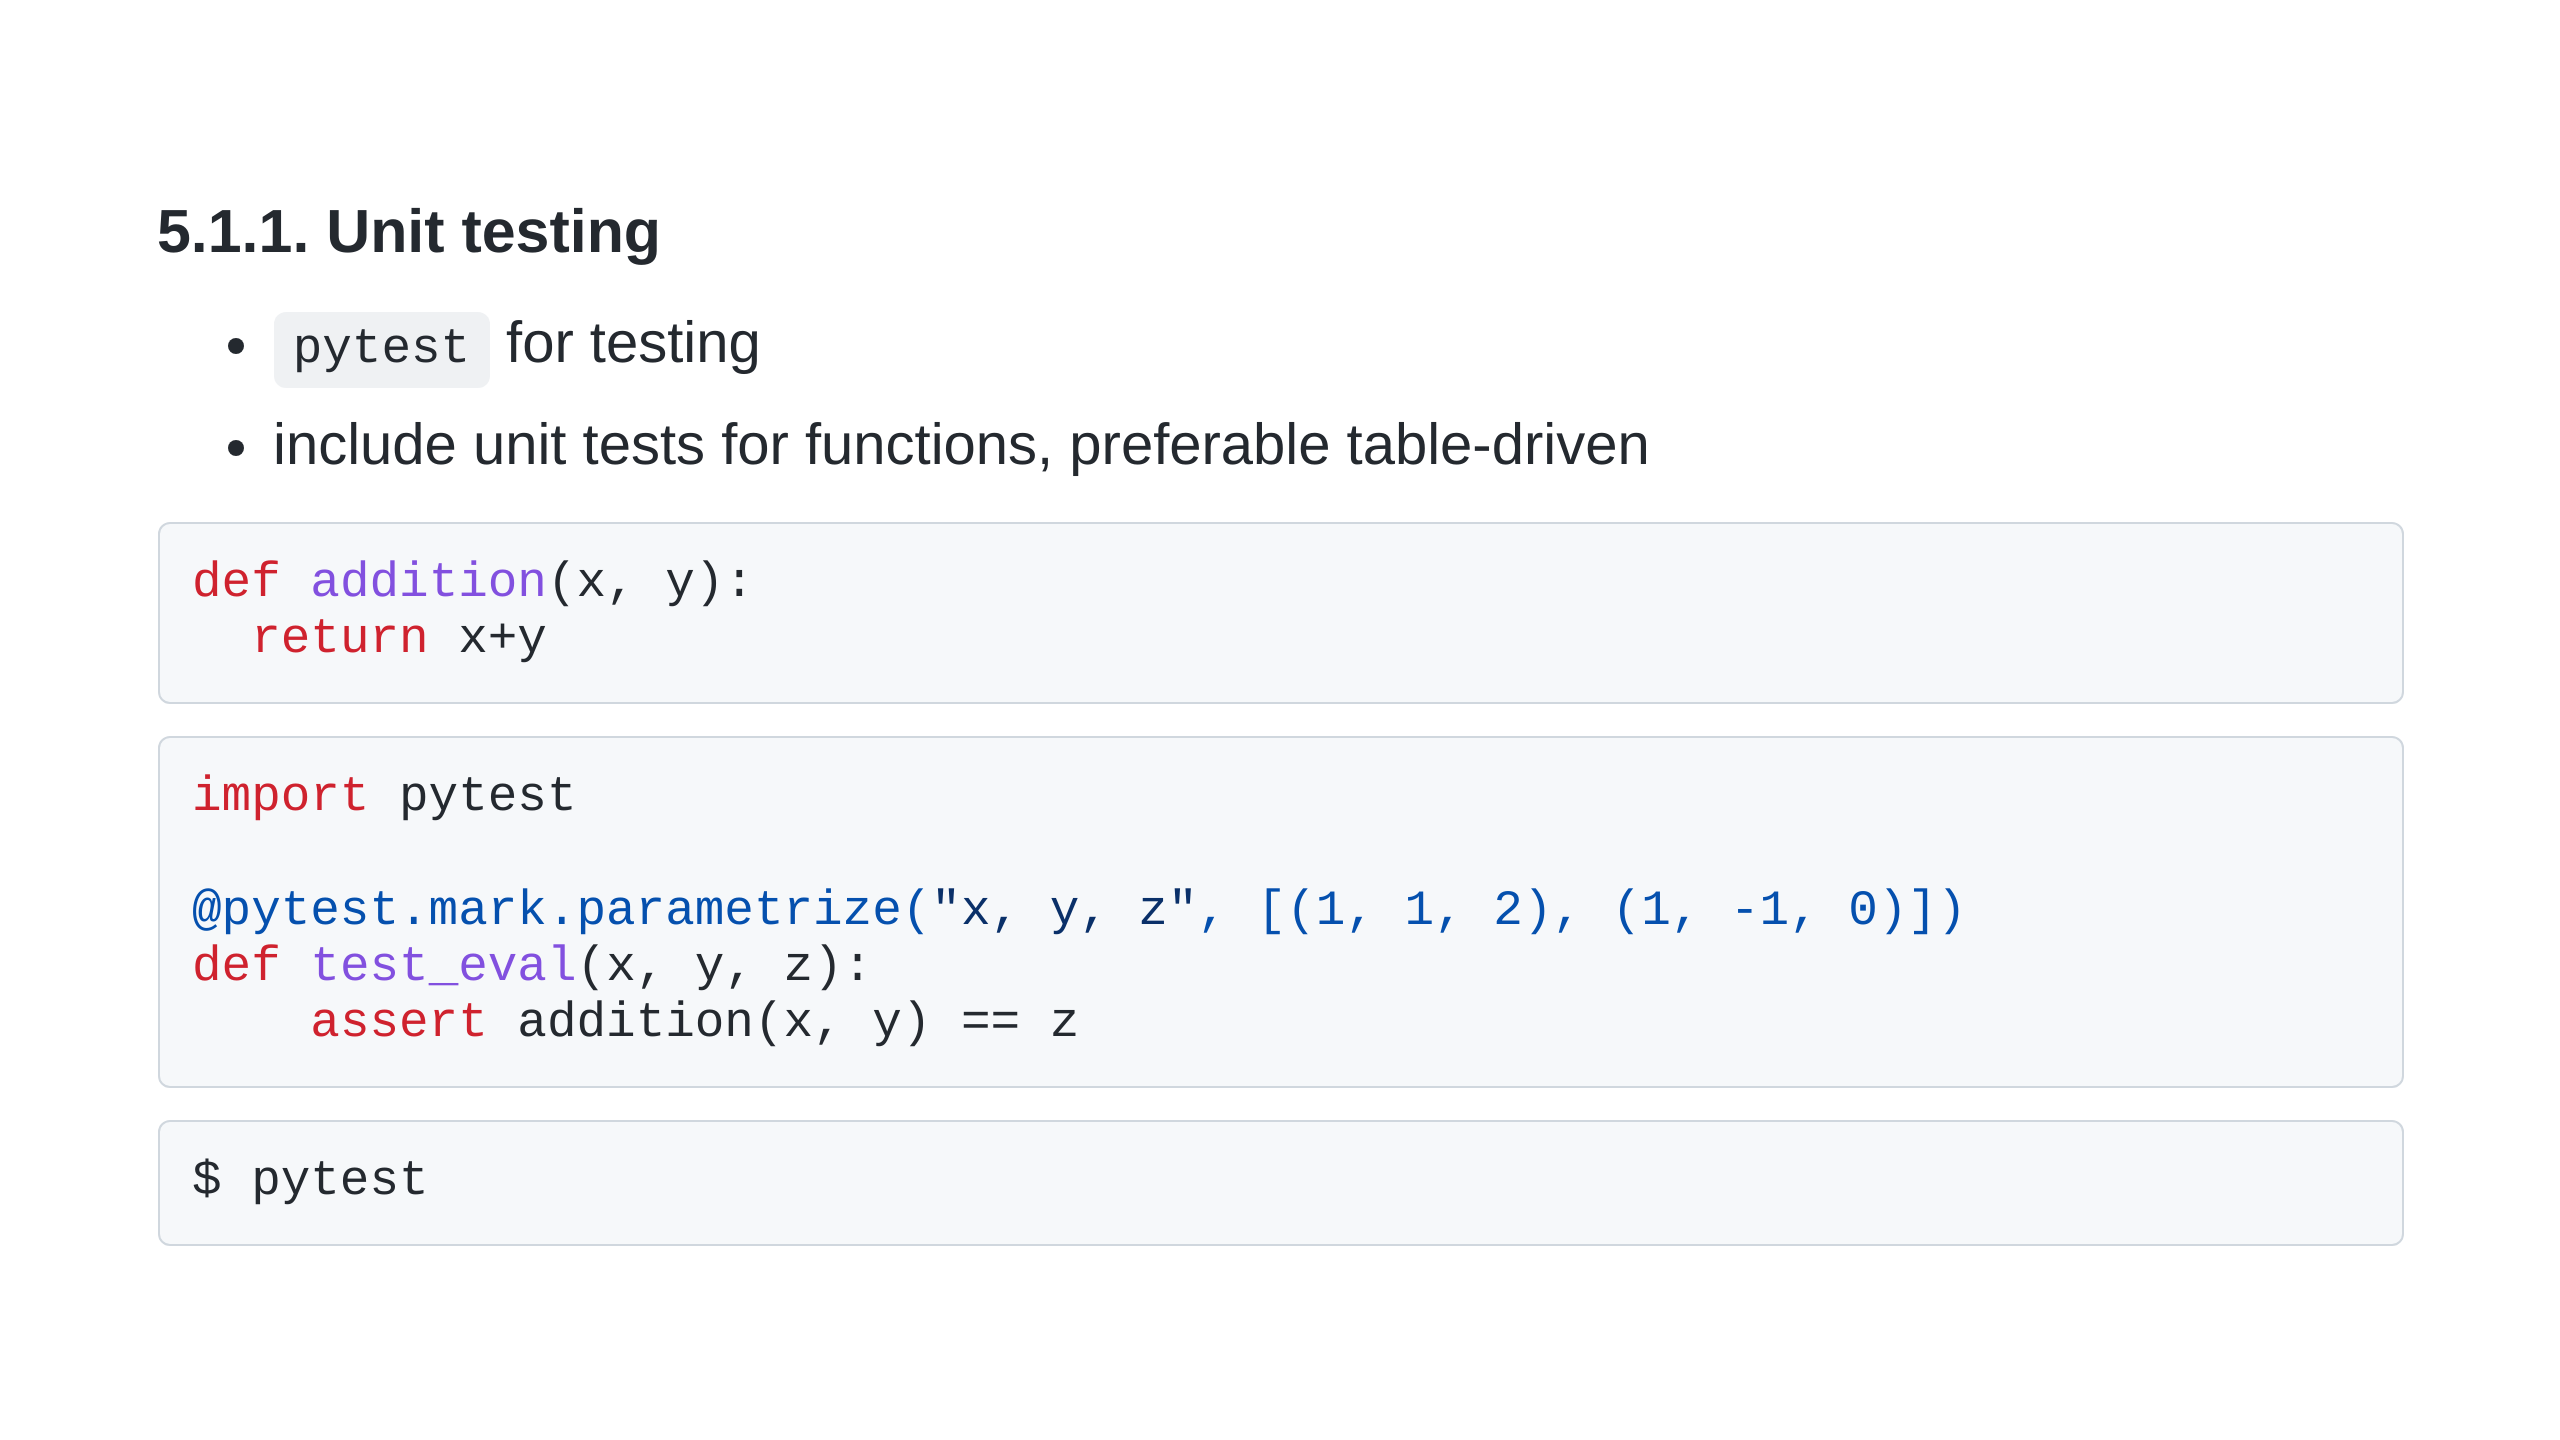 5.1.1. Unit testing
• pytest for testing
• include unit tests for functions, preferable table-driven
def addition(x, y):
  return x+y
import pytest
@pytest.mark.parametrize("x, y, z", [(1, 1, 2), (1, -1, 0)])
def test_eval(x, y, z):
    assert addition(x, y) == z
$ pytest